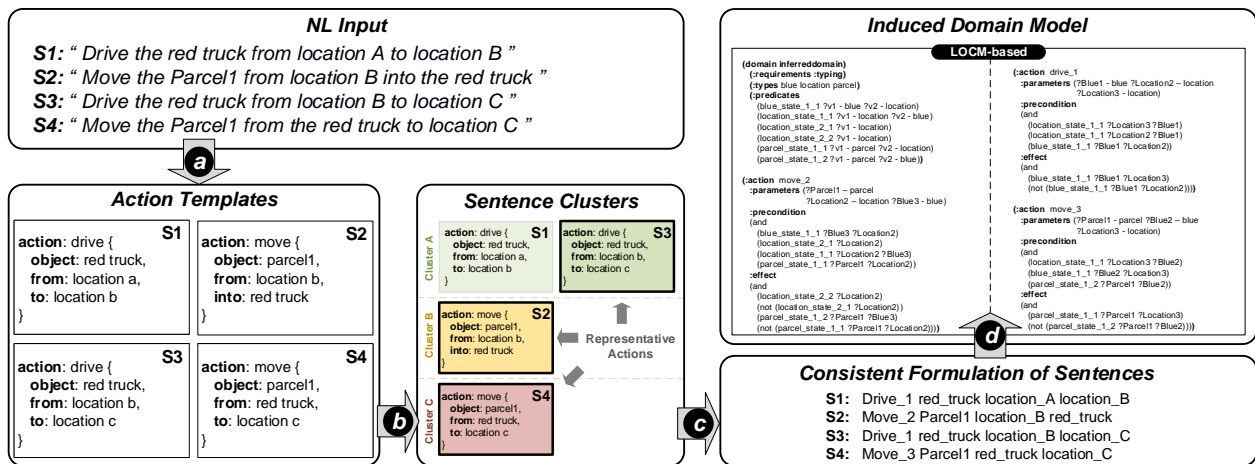 NL Input
S1: “ Drive the red truck from location A to location B ”
S2: “ Move the Parcel1 from location B into the red truck ”
S3: “ Drive the red truck from location B to location C ”
S4: “ Move the Parcel1 from the red truck to location C ”
a
Action Templates
S1
action: drive {
object: red truck,
from: location a,
to: location b
}
S2
action: move {
object: parcel1,
from: location b,
into: red truck
}
S3
action: drive {
object: red truck,
from: location b,
to: location c
}
S4
action: move {
object: parcel1,
from: red truck,
to: location c
}
b
Sentence Clusters
Cluster A
S1
action: drive {
object: red truck,
from: location a,
to: location b
S3
action: drive {
object: red truck,
from: location b,
to: location c
}
Cluster B
S2
action: move {
object: parcel1,
from: location b,
into: red truck
}
Representative
Actions
Cluster C
S4
action: move {
object: parcel1,
from: red truck,
to: location c
}
c
Consistent Formulation of Sentences
S1: Drive_1 red_truck location_A location_B
S2: Move_2 Parcel1 location_B red_truck
S3: Drive_1 red_truck location_B location_C
S4: Move_3 Parcel1 red_truck location_C
d
Induced Domain Model
LOCM-based
(domain inferreddomain)
(:requirements :typing)
(:types blue location parcel)
(:predicates
(blue_state_1_1 ?v1 - blue ?v2 - location)
(location_state_1_1 ?v1 - location ?v2 - blue)
(location_state_2_1 ?v1 - location)
(location_state_2_2 ?v1 - location)
(parcel_state_1_1 ?v1 - parcel ?v2 - location)
(parcel_state_1_2 ?v1 - parcel ?v2 - blue))
(:action move_2
:parameters (?Parcel1 – parcel
?Location2 – location ?Blue3 - blue)
:precondition
(and
(blue_state_1_1 ?Blue3 ?Location2)
(location_state_2_1 ?Location2)
(location_state_1_1 ?Location2 ?Blue3)
(parcel_state_1_1 ?Parcel1 ?Location2))
:effect
(and
(location_state_2_2 ?Location2)
(not (location_state_2_1 ?Location2))
(parcel_state_1_2 ?Parcel1 ?Blue3)
(not (parcel_state_1_1 ?Parcel1 ?Location2))))
(:action drive_1
:parameters (?Blue1 - blue ?Location2 – location
?Location3 - location)
:precondition
(and
(location_state_1_1 ?Location3 ?Blue1)
(location_state_1_1 ?Location2 ?Blue1)
(blue_state_1_1 ?Blue1 ?Location2))
:effect
(and
(blue_state_1_1 ?Blue1 ?Location3)
(not (blue_state_1_1 ?Blue1 ?Location2))))
(:action move_3
:parameters (?Parcel1 - parcel ?Blue2 – blue
?Location3 - location)
:precondition
(and
(location_state_1_1 ?Location3 ?Blue2)
(blue_state_1_1 ?Blue2 ?Location3)
(parcel_state_1_2 ?Parcel1 ?Blue2))
:effect
(and
(parcel_state_1_1 ?Parcel1 ?Location3)
(not (parcel_state_1_2 ?Parcel1 ?Blue2))))